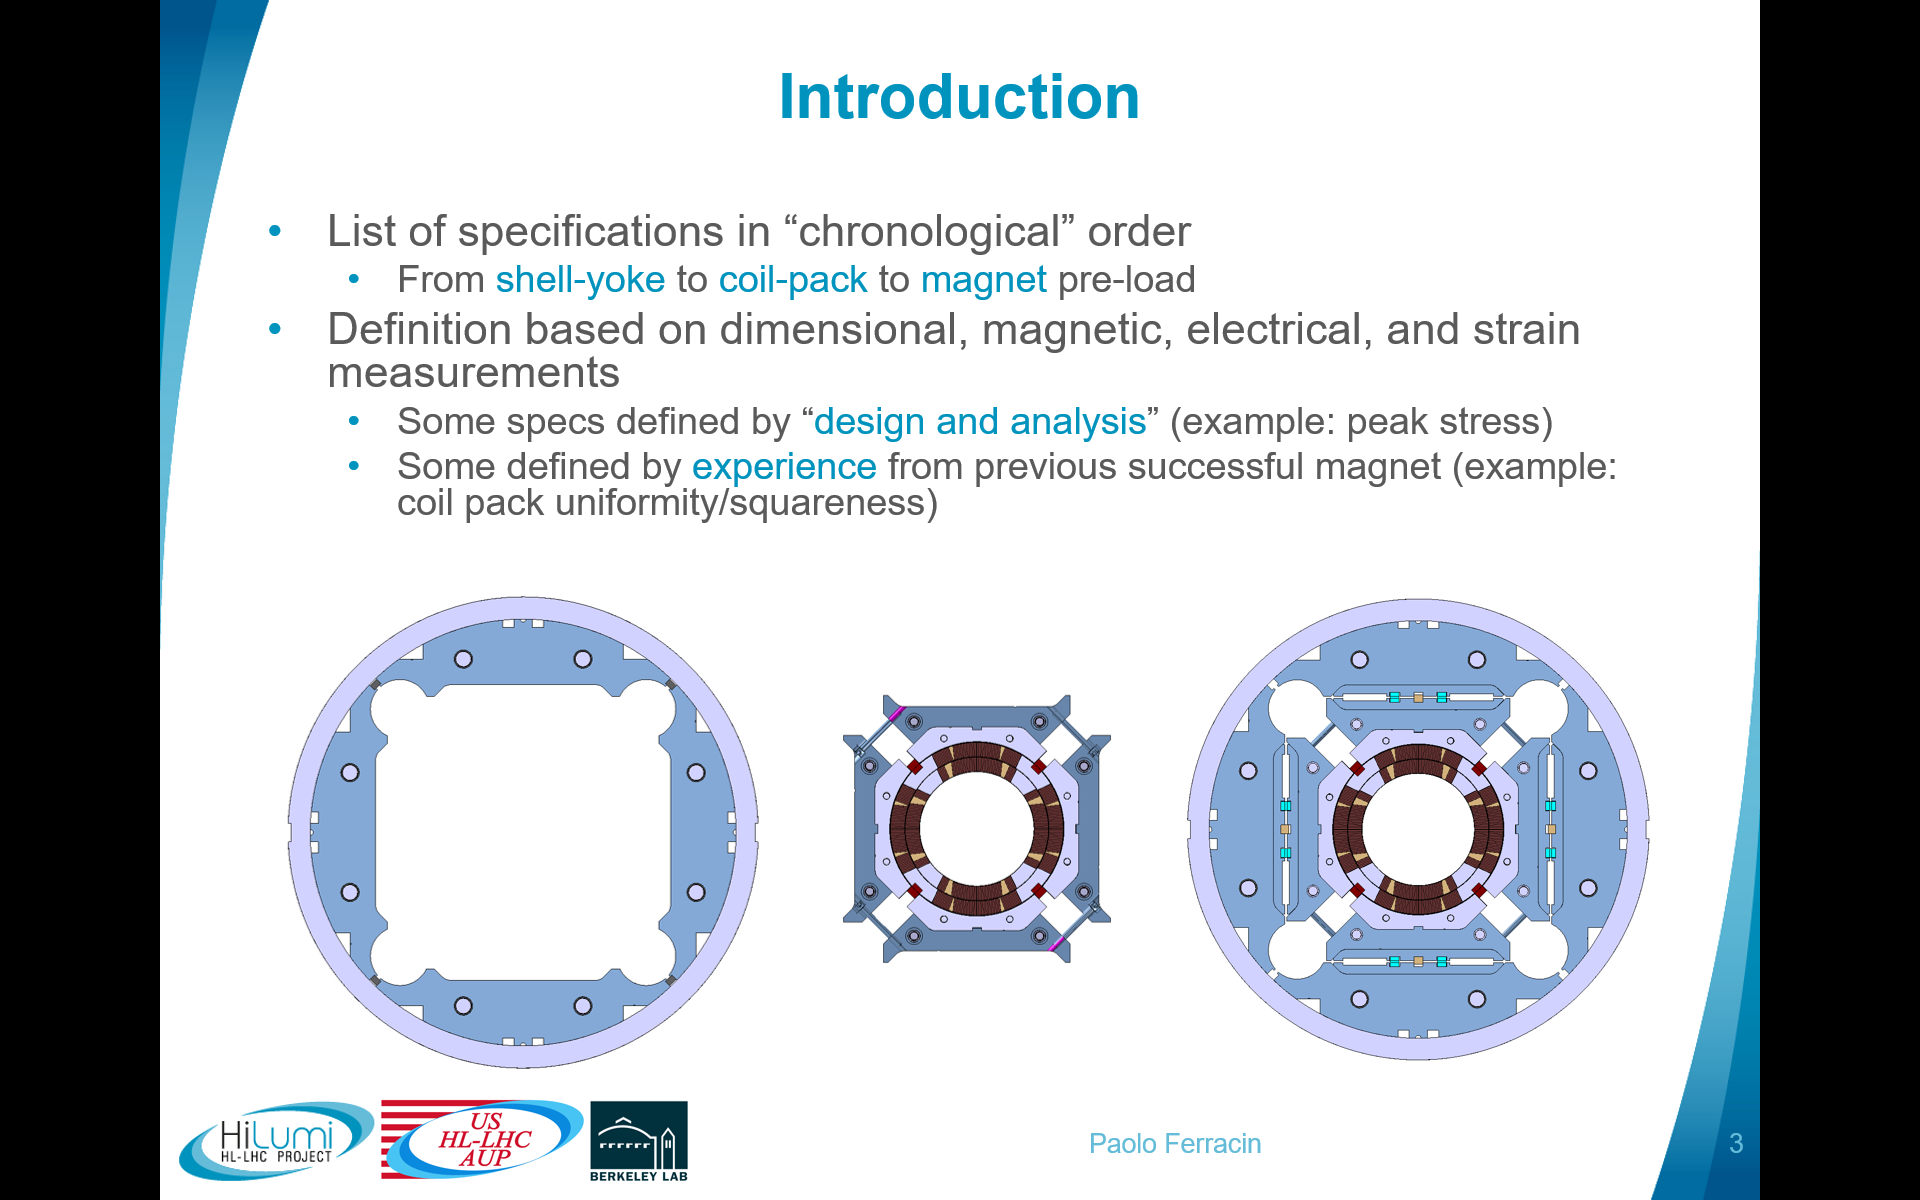 Introduction
• List of specifications in “chronological” order
• From shell-yoke to coil-pack to magnet pre-load
• Definition based on dimensional, magnetic, electrical, and strain
measurements
• Some specs defined by “design and analysis” (example: peak stress)
• Some defined by experience from previous successful magnet (example:
coil pack uniformity/squareness)
HiLumi
HL-LHC PROJECT
US
HL-LHC
AUP
BERKELEY LAB
Paolo Ferracin
3